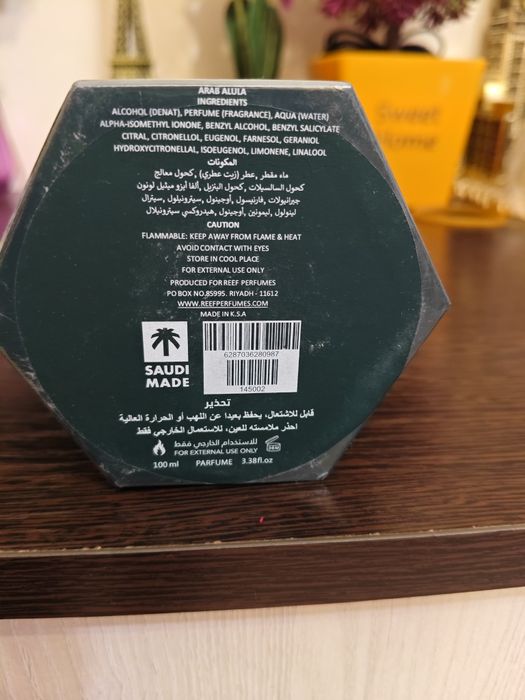 ARAB ALULA
INGREDIENTS
ALCOHOL (DENAT), PERFUME (FRAGRANCE), AQUA (WATER)
ALPHA-ISOMETHYL IONONE, BENZYL ALCOHOL, BENZYL SALICYLATE
CITRAL, CITRONELLOL, EUGENOL, FARNESOL, GERANIOL
HYDROXYCITRONELLAL, ISOEUGENOL, LIMONENE, LINALOOL
المكونات
ماء مقطر, عطر (زيت عطري), كحول معالج
كحول الساليسيلات, كحول البنزيل, ألفا أيزو ميثيل لونون
جيرانيولات, فارنيسول, أوجينول, سيترونيلول, سيترال
لينولول, ليمونين, أوجينول, هيدروكسي سيترونيلال
CAUTION
FLAMMABLE: KEEP AWAY FROM FLAME & HEAT
AVOID CONTACT WITH EYES
STORE IN COOL PLACE
FOR EXTERNAL USE ONLY
PRODUCED FOR REEF PERFUMES
PO BOX NO.85995. RIYADH - 11612
WWW.REEFPERFUMES.COM
MADE IN K.S.A
SAUDI
MADE
6287036280987
145002
تحذير
قابل للاشتعال, يحفظ بعيدا عن اللهب أو الحرارة العالية
احذر ملامسته للعين, للاستعمال الخارجي فقط
للاستخدام الخارجي فقط
FOR EXTERNAL USE ONLY
100 ml PARFUME 3.38fl.oz
Sweet
Home